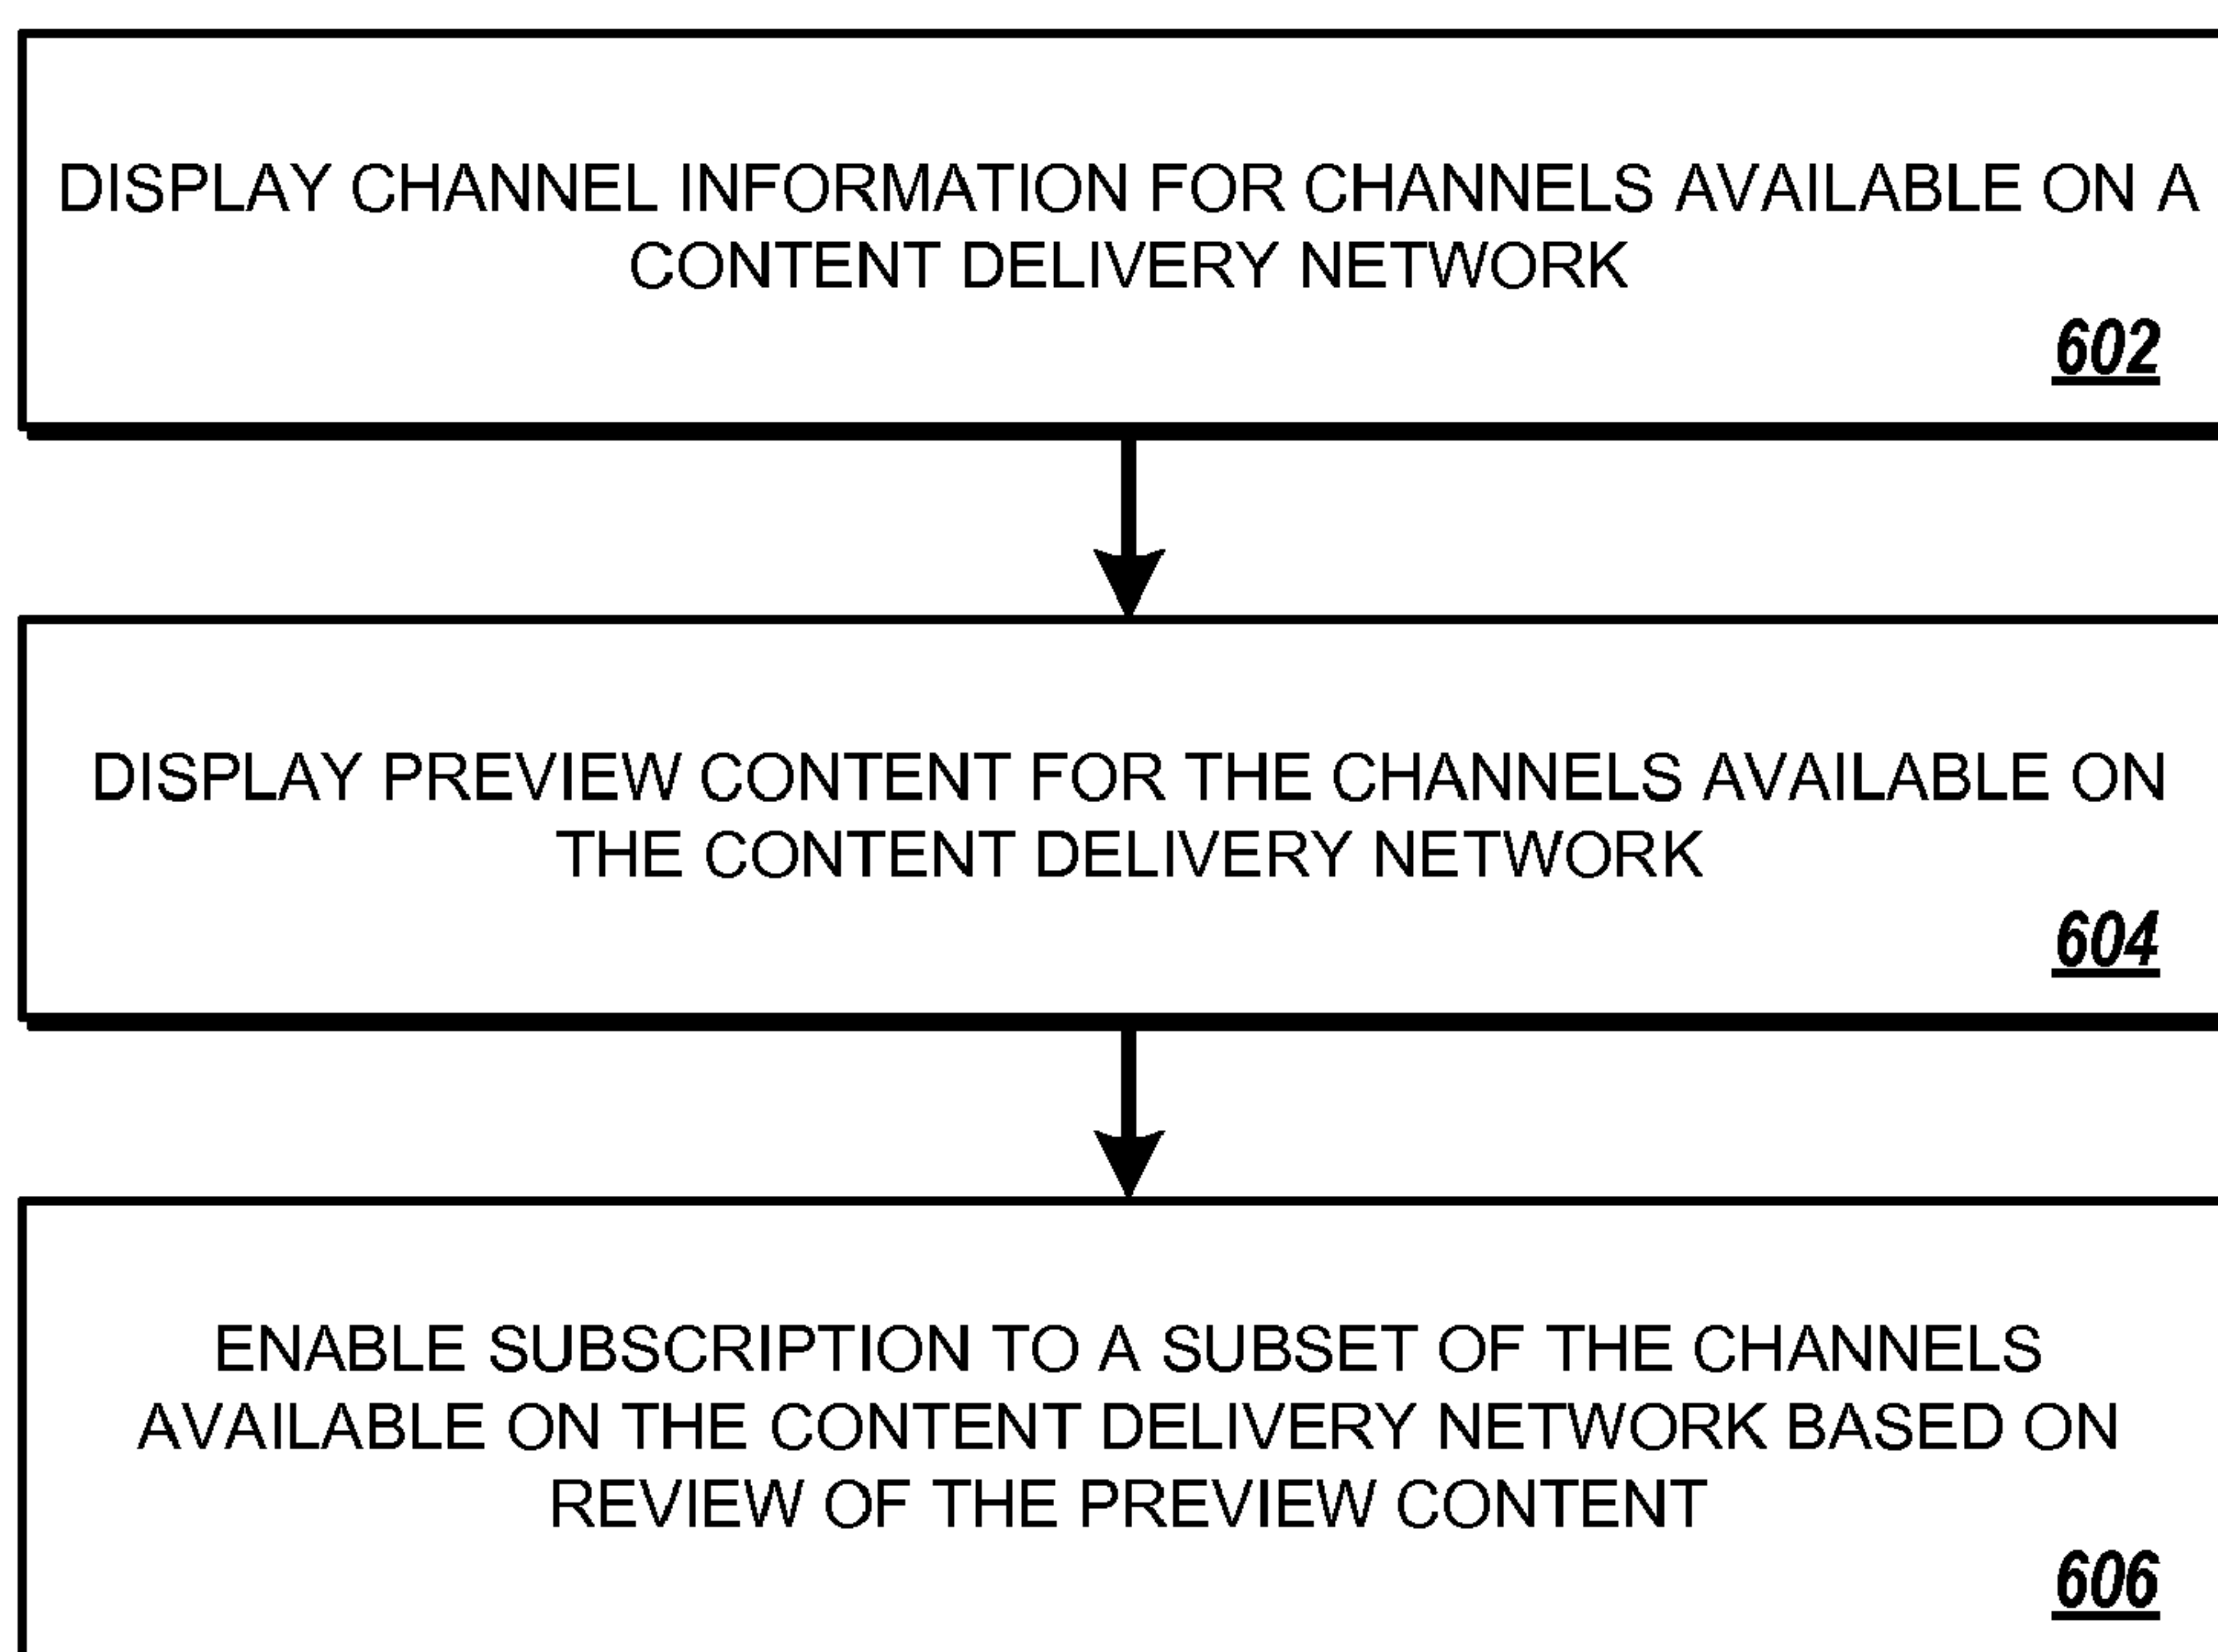 DISPLAY CHANNEL INFORMATION FOR CHANNELS AVAILABLE ON A
CONTENT DELIVERY NETWORK
602
DISPLAY PREVIEW CONTENT FOR THE CHANNELS AVAILABLE ON
THE CONTENT DELIVERY NETWORK
604
ENABLE SUBSCRIPTION TO A SUBSET OF THE CHANNELS
AVAILABLE ON THE CONTENT DELIVERY NETWORK BASED ON
REVIEW OF THE PREVIEW CONTENT
606